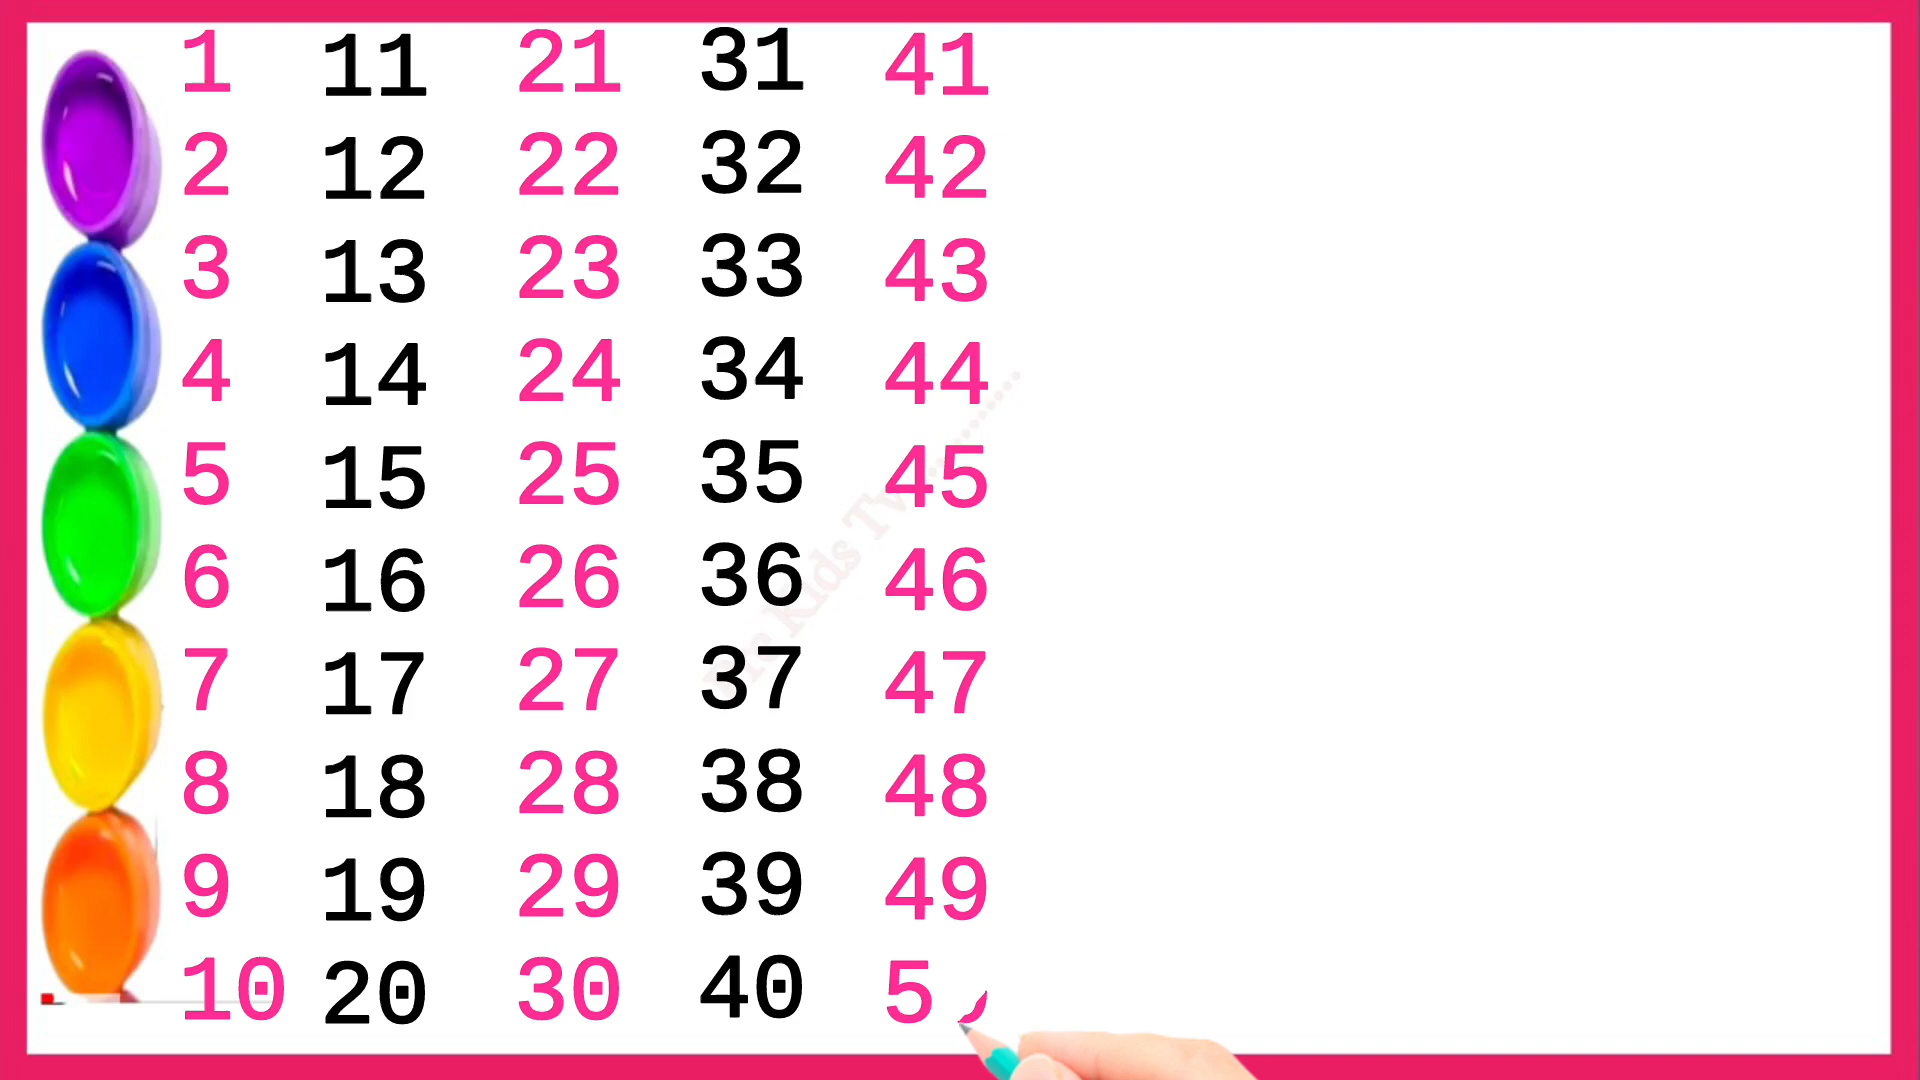 1 11 21 31 41
2 12 22 32 42
3 13 23 33 43
4 14 24 34 44
5 15 25 35 45
6 16 26 36 46
7 17 27 37 47
8 18 28 38 48
9 19 29 39 49
10 20 30 40 5
Kids Tv